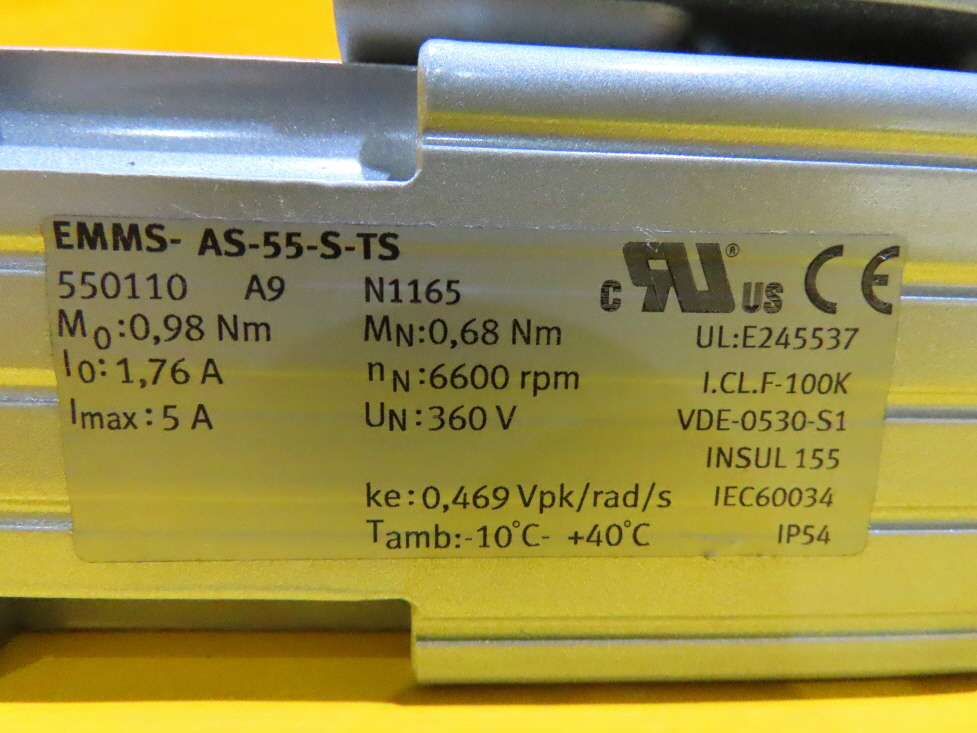 EMMS- AS-55-S-TS
550110 A9 N1165
M0:0,98 Nm MN:0,68 Nm
I0:1,76 A nN:6600 rpm
Imax:5 A UN:360 V
ke:0,469 Vpk/rad/s
Tamb:-10°C- +40°C
C RU ® US CE
UL:E245537
I.CL.F-100K
VDE-0530-S1
INSUL 155
IEC60034
IP54